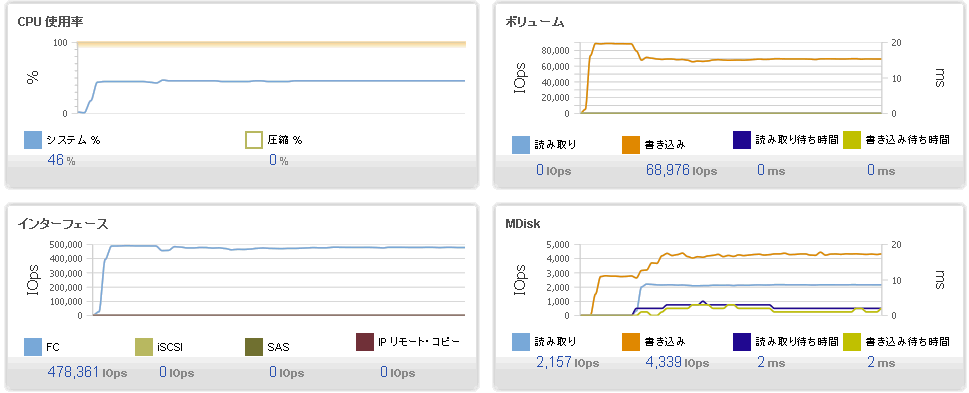 CPU 使用率
100
%
0
システム %
圧縮 %
46 %
0 %
ボリューム
80,000
60,000
40,000
20,000
0
IOps
20
10
0
ms
読み取り
書き込み
読み取り待ち時間
書き込み待ち時間
0 IOps
68,976 IOps
0 ms
0 ms
インターフェース
500,000
400,000
300,000
200,000
100,000
0
IOps
FC
iSCSI
SAS
IP リモート・コピー
478,361 IOps
0 IOps
0 IOps
0 IOps
MDisk
5,000
4,000
3,000
2,000
1,000
0
IOps
20
10
0
ms
読み取り
書き込み
読み取り待ち時間
書き込み待ち時間
2,157 IOps
4,339 IOps
2 ms
2 ms